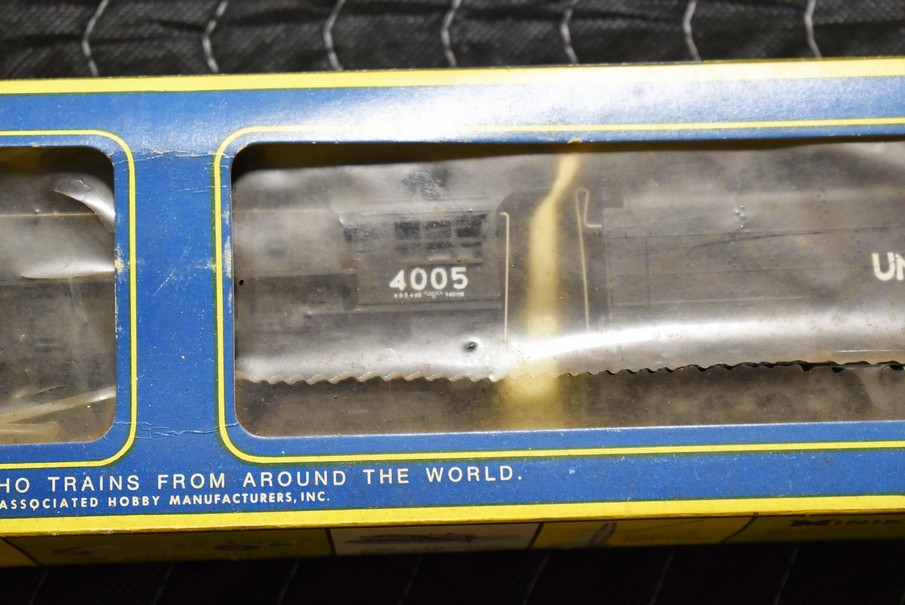 4005
UN
HO TRAINS FROM AROUND THE WORLD.
ASSOCIATED HOBBY MANUFACTURERS, INC.